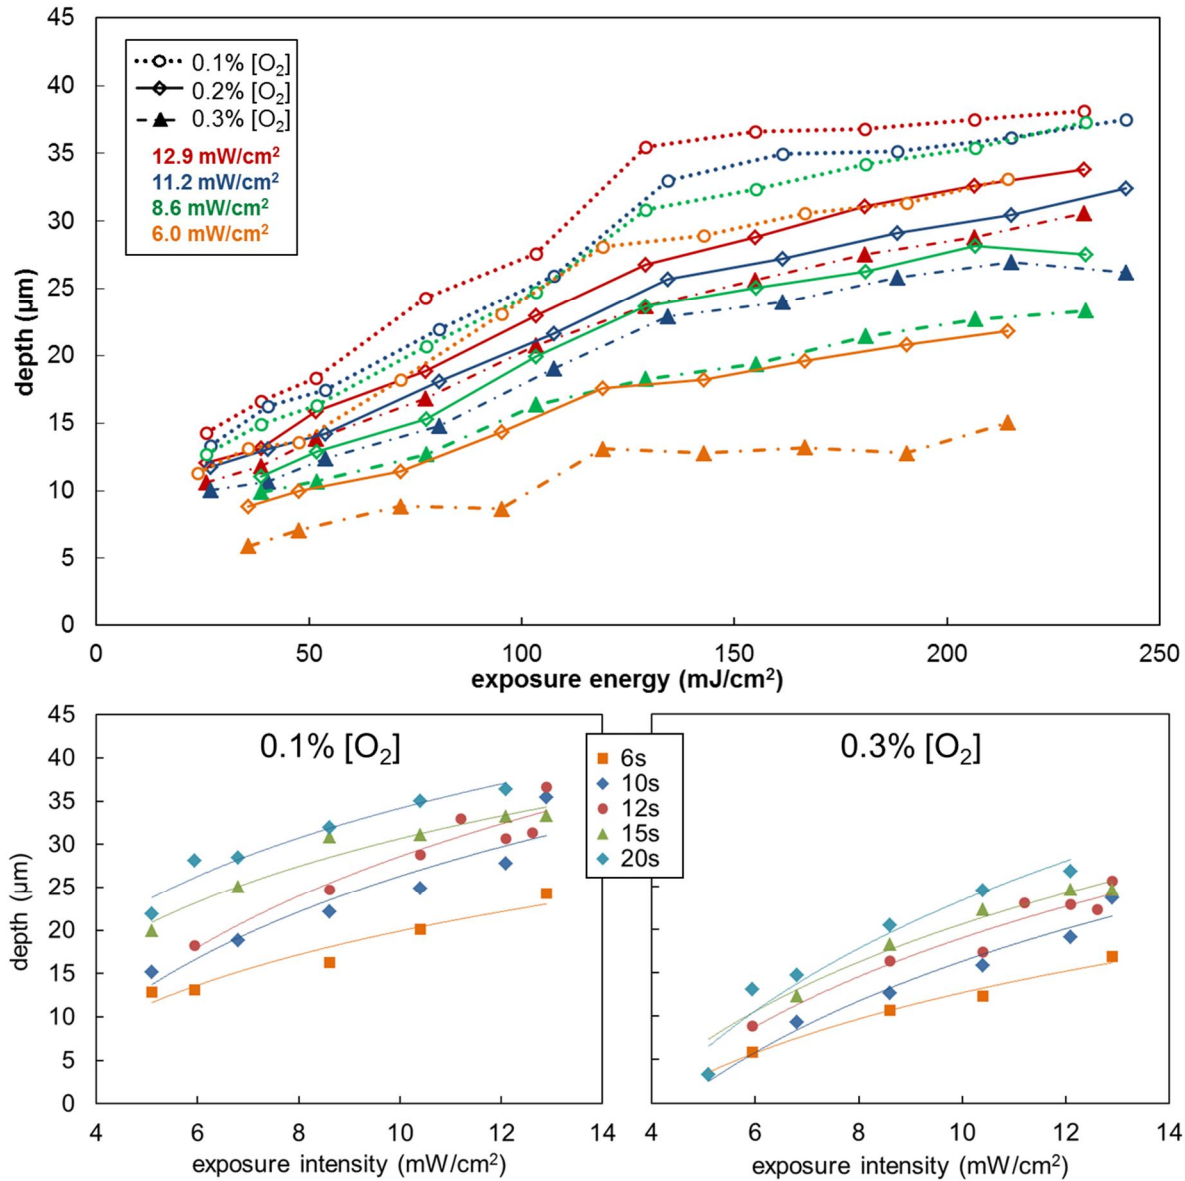 45
40
35
30
25
20
15
10
5
0
depth (µm)
0.1% [O₂]
0.2% [O₂]
0.3% [O₂]
12.9 mW/cm²
11.2 mW/cm²
8.6 mW/cm²
6.0 mW/cm²
0 50 100 150 200 250
exposure energy (mJ/cm²)
45
40
35
30
25
20
15
10
5
0
depth (µm)
0.1% [O₂]
4 6 8 10 12 14
exposure intensity (mW/cm²)
6s
10s
12s
15s
20s
0.3% [O₂]
4 6 8 10 12 14
exposure intensity (mW/cm²)